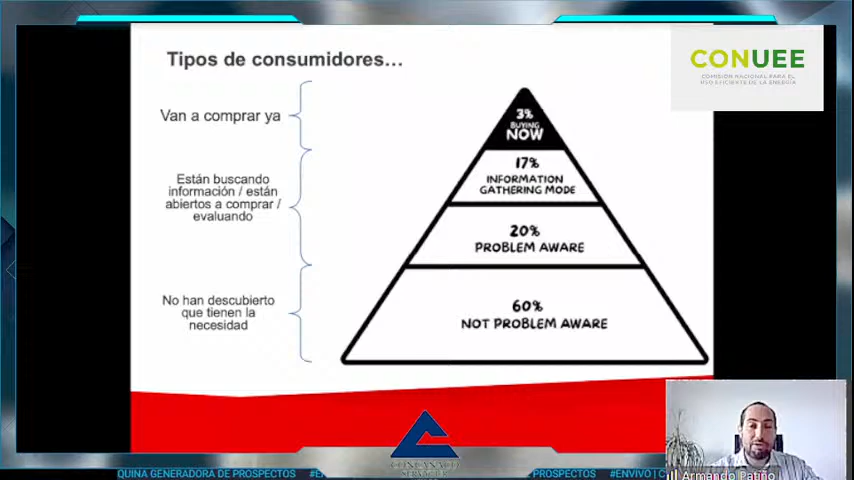 Tipos de consumidores...
CONUEE
COMISIÓN NACIONAL PARA EL
USO EFICIENTE DE LA ENERGÍA
Van a comprar ya
3%
BUYING
NOW
Están buscando
información / están
abiertos a comprar /
evaluando
17%
INFORMATION
GATHERING MODE
20%
PROBLEM AWARE
No han descubierto
que tienen la
necesidad
60%
NOT PROBLEM AWARE
CONCANACO
SERVYTUR
Armando Patiño
QUINA GENERADORA DE PROSPECTOS
PROSPECTOS #ENVIVO | C